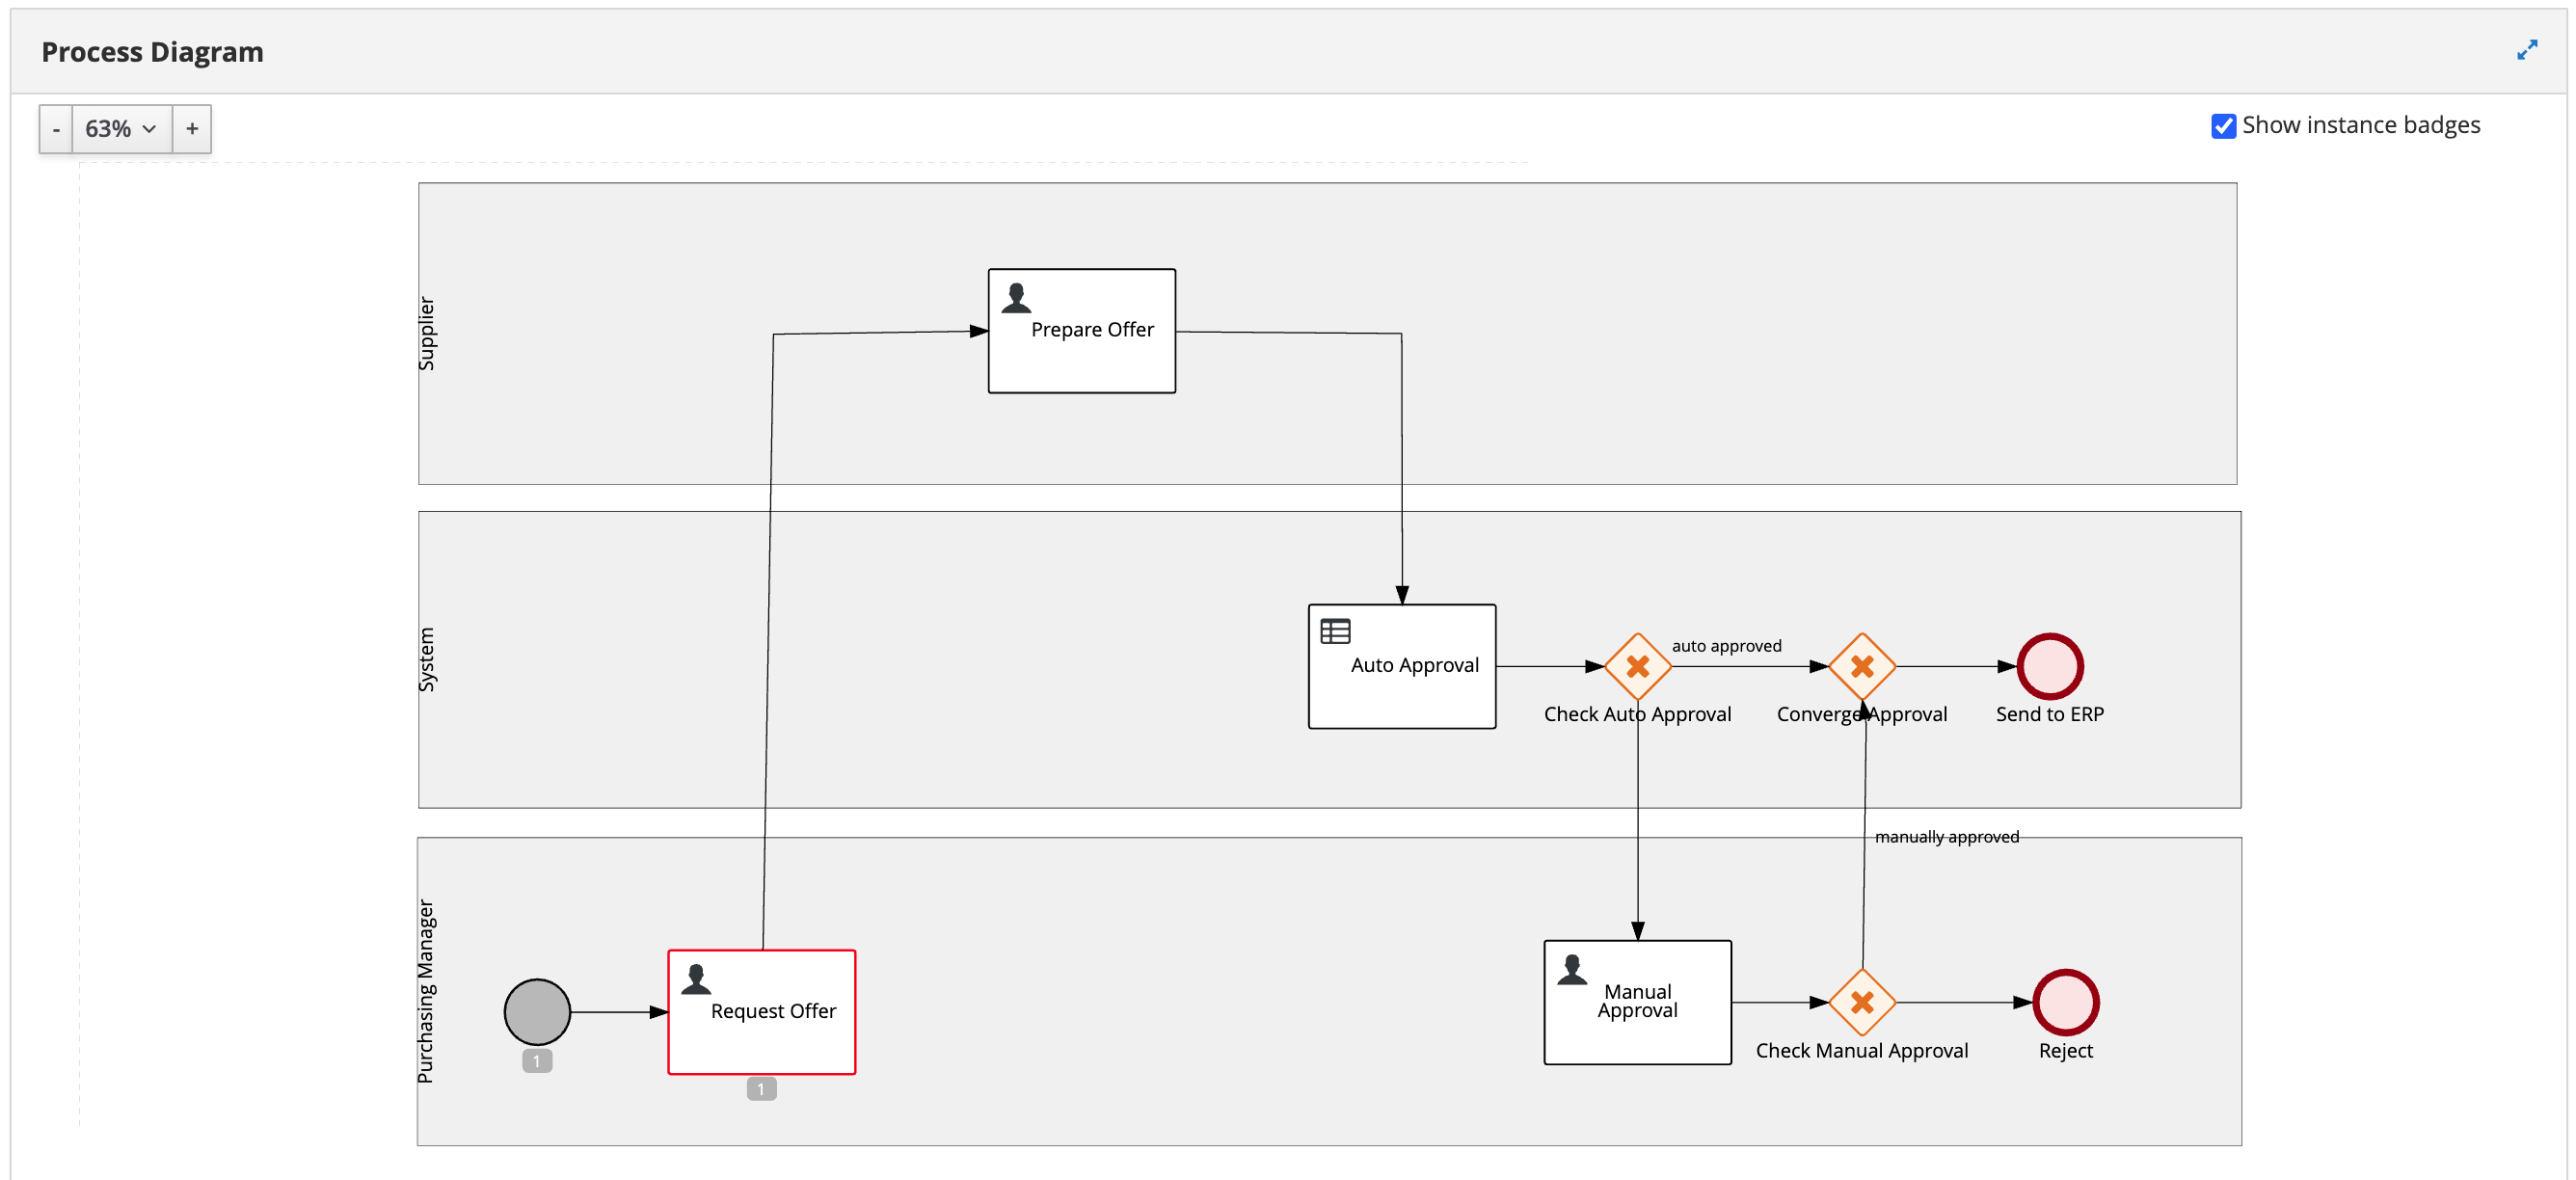 Process Diagram
- 63% +
Show instance badges
Supplier
Prepare Offer
System
Auto Approval
auto approved
Check Auto Approval
Converge Approval
Send to ERP
manually approved
Purchasing Manager
Request Offer
Manual
Approval
Check Manual Approval
Reject
1
1